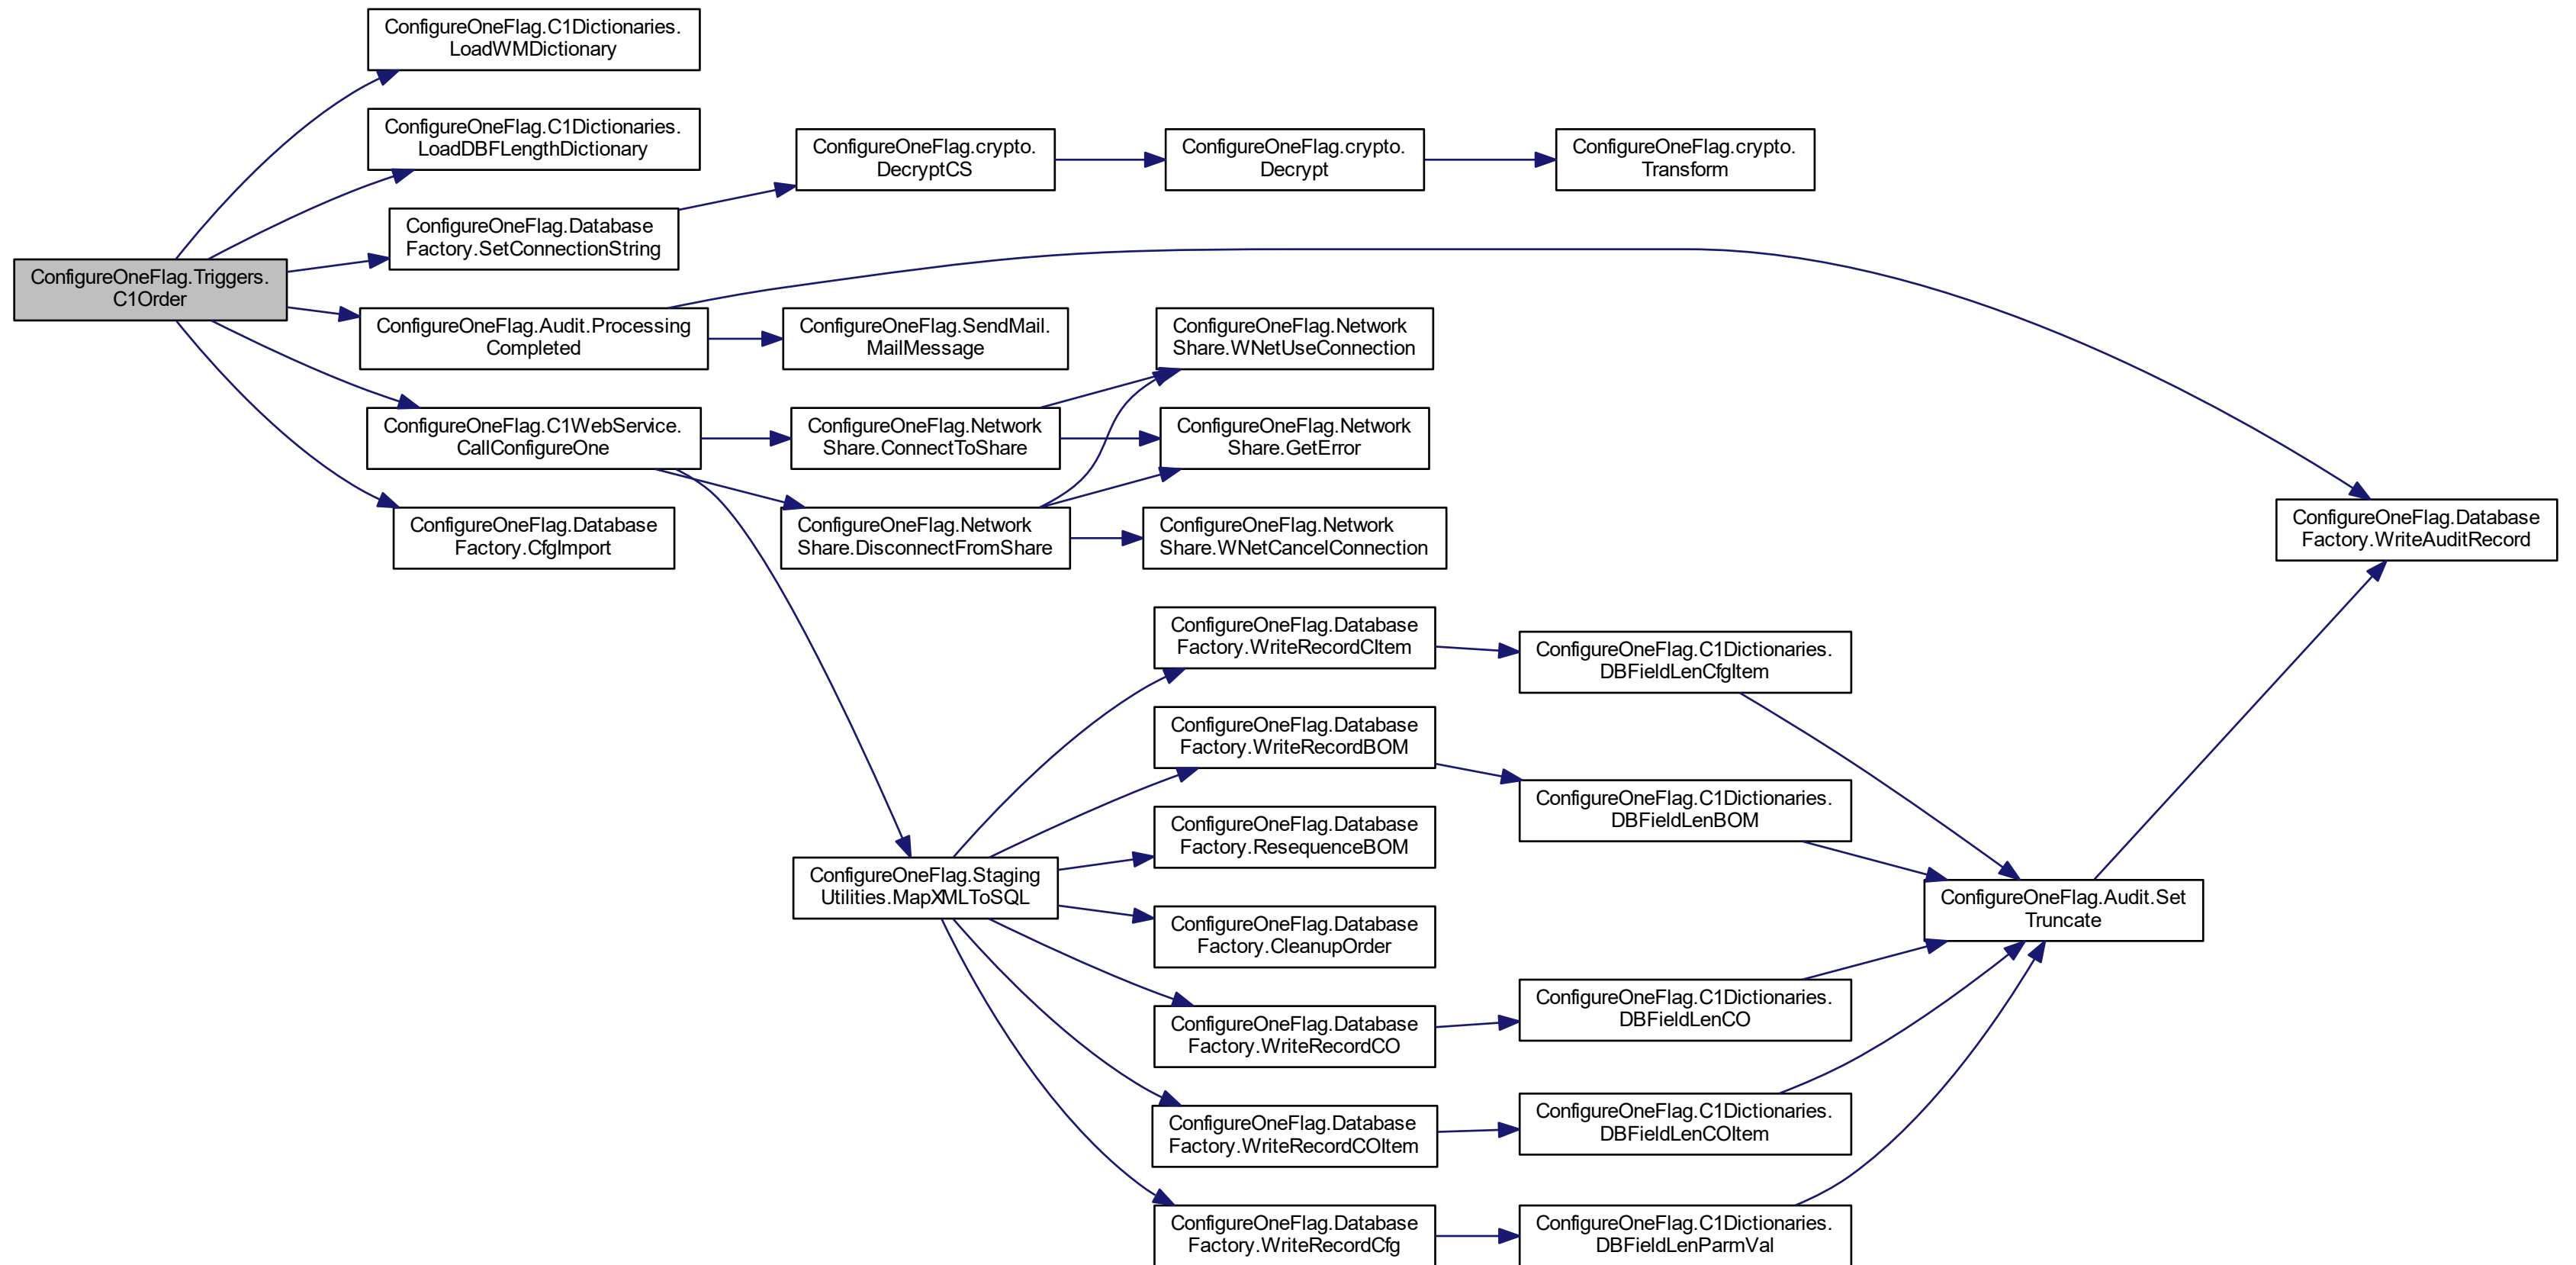 ConfigureOneFlag.C1Dictionaries.
LoadWMDictionary
ConfigureOneFlag.C1Dictionaries.
LoadDBFLengthDictionary
ConfigureOneFlag.crypto.
DecryptCS
ConfigureOneFlag.crypto.
Decrypt
ConfigureOneFlag.crypto.
Transform
ConfigureOneFlag.Database
Factory.SetConnectionString
ConfigureOneFlag.Triggers.
C1Order
ConfigureOneFlag.Audit.Processing
Completed
ConfigureOneFlag.SendMail.
MailMessage
ConfigureOneFlag.Network
Share.WNetUseConnection
ConfigureOneFlag.C1WebService.
CallConfigureOne
ConfigureOneFlag.Network
Share.ConnectToShare
ConfigureOneFlag.Network
Share.GetError
ConfigureOneFlag.Database
Factory.CfgImport
ConfigureOneFlag.Network
Share.DisconnectFromShare
ConfigureOneFlag.Network
Share.WNetCancelConnection
ConfigureOneFlag.Database
Factory.WriteAuditRecord
ConfigureOneFlag.Database
Factory.WriteRecordCItem
ConfigureOneFlag.C1Dictionaries.
DBFieldLenCfgItem
ConfigureOneFlag.Database
Factory.WriteRecordBOM
ConfigureOneFlag.C1Dictionaries.
DBFieldLenBOM
ConfigureOneFlag.Database
Factory.ResequenceBOM
ConfigureOneFlag.Staging
Utilities.MapXMLToSQL
ConfigureOneFlag.Audit.Set
Truncate
ConfigureOneFlag.Database
Factory.CleanupOrder
ConfigureOneFlag.Database
Factory.WriteRecordCO
ConfigureOneFlag.C1Dictionaries.
DBFieldLenCO
ConfigureOneFlag.Database
Factory.WriteRecordCOItem
ConfigureOneFlag.C1Dictionaries.
DBFieldLenCOItem
ConfigureOneFlag.Database
Factory.WriteRecordCfg
ConfigureOneFlag.C1Dictionaries.
DBFieldLenParmVal